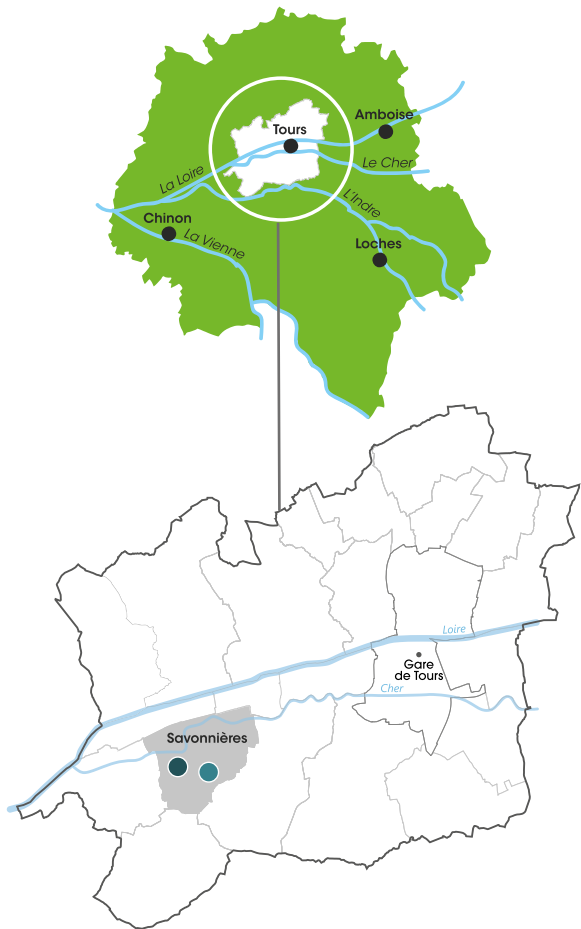 Amboise
Tours
La Loire
Le Cher
L'Indre
Chinon
La Vienne
Loches
Loire
Gare
de Tours
Cher
Savonnières